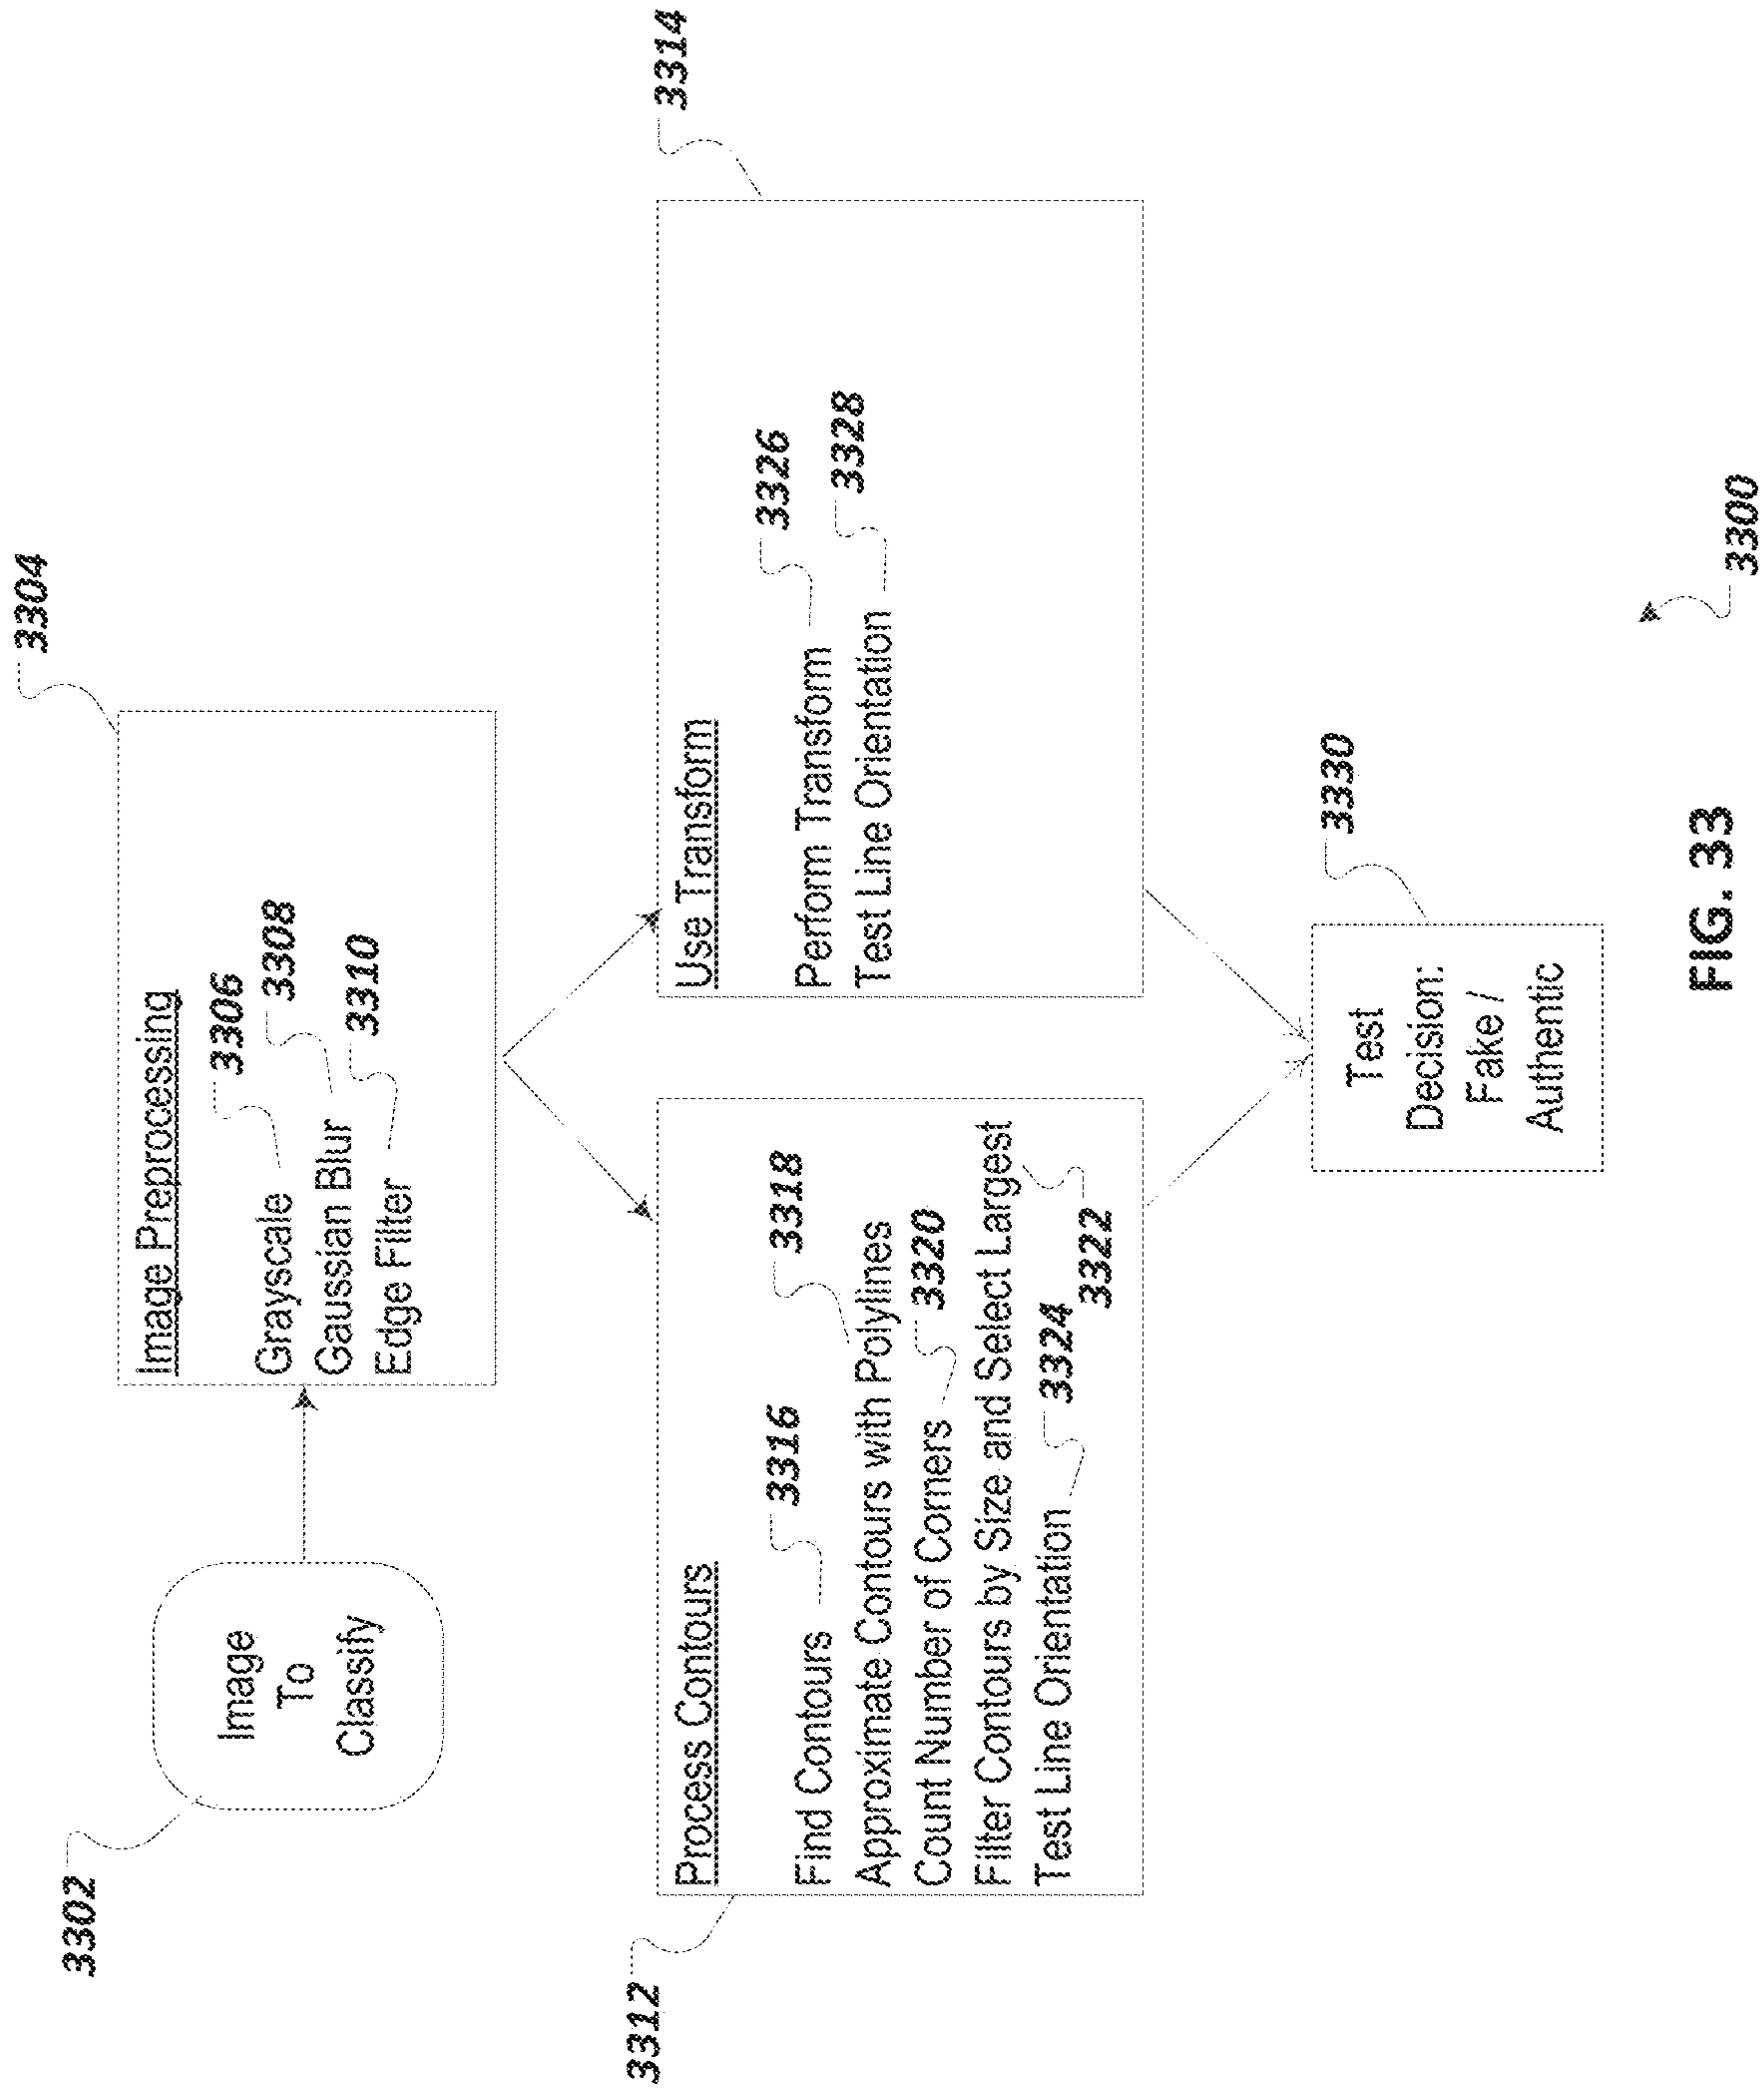 3304
3302
Image
To
Classify
Image Preprocessing
3306
Grayscale
3308
Gaussian Blur
3310
Edge Filter
3312
Process Contours
3316
Find Contours
3318
Approximate Contours with Polylines
3320
Count Number of Corners
Filter Contours by Size and Select Largest
3324
Test Line Orientation
3322
3314
Use Transform
3326
Perform Transform
3328
Test Line Orientation
3330
Test
Decision:
Fake /
Authentic
FIG. 33
3300